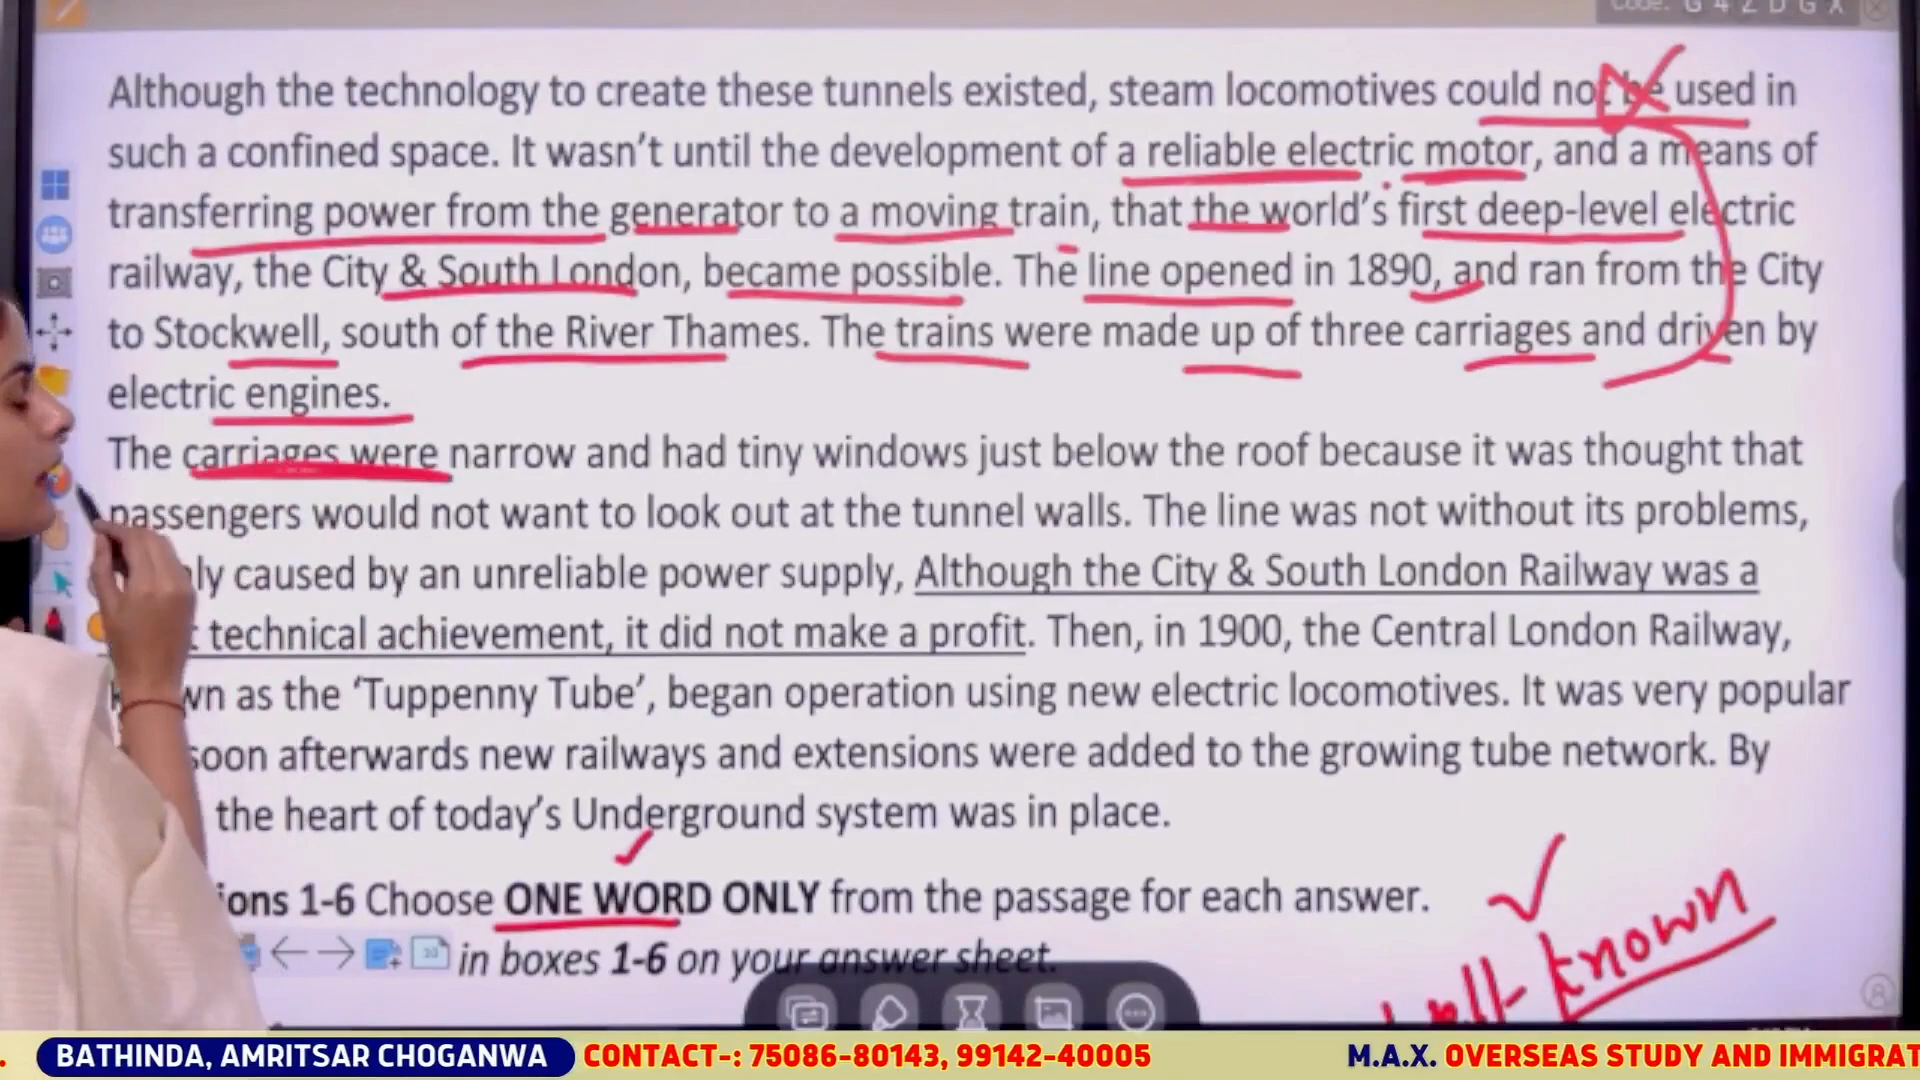 Code: G 4 Z D G X
Although the technology to create these tunnels existed, steam locomotives could not be used in
such a confined space. It wasn't until the development of a reliable electric motor, and a means of
transferring power from the generator to a moving train, that the world's first deep-level electric
railway, the City & South London, became possible. The line opened in 1890, and ran from the City
to Stockwell, south of the River Thames. The trains were made up of three carriages and driven by
electric engines.
The carriages were narrow and had tiny windows just below the roof because it was thought that
passengers would not want to look out at the tunnel walls. The line was not without its problems,
ly caused by an unreliable power supply, Although the City & South London Railway was a
t technical achievement, it did not make a profit. Then, in 1900, the Central London Railway,
wn as the 'Tuppenny Tube', began operation using new electric locomotives. It was very popular
soon afterwards new railways and extensions were added to the growing tube network. By
the heart of today's Underground system was in place.
ions 1-6 Choose ONE WORD ONLY from the passage for each answer.
in boxes 1-6 on your answer sheet.
ell-known
BATHINDA, AMRITSAR CHOGANWA CONTACT-: 75086-80143, 99142-40005 M.A.X. OVERSEAS STUDY AND IMMIGRAT